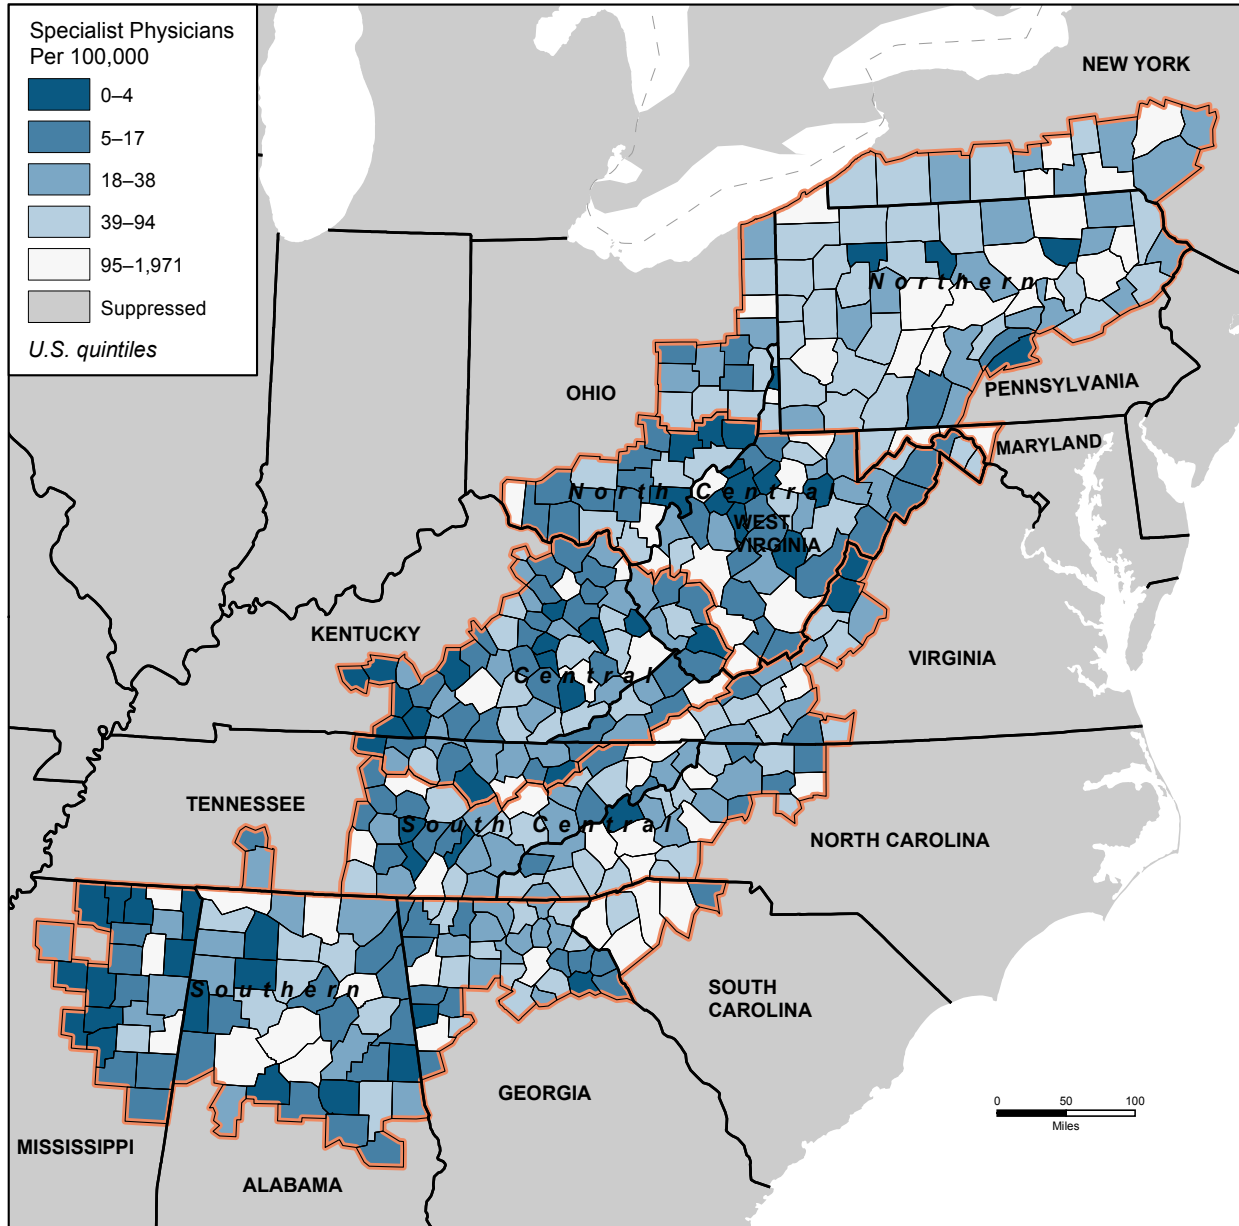 Specialist Physicians
Per 100,000
0–4
5–17
18–38
39–94
95–1,971
Suppressed
U.S. quintiles
NEW YORK
Northern
PENNSYLVANIA
OHIO
MARYLAND
North Central
WEST
VIRGINIA
KENTUCKY
VIRGINIA
Central
TENNESSEE
South Central
NORTH CAROLINA
Southern
SOUTH
CAROLINA
GEORGIA
0 50 100
Miles
MISSISSIPPI
ALABAMA